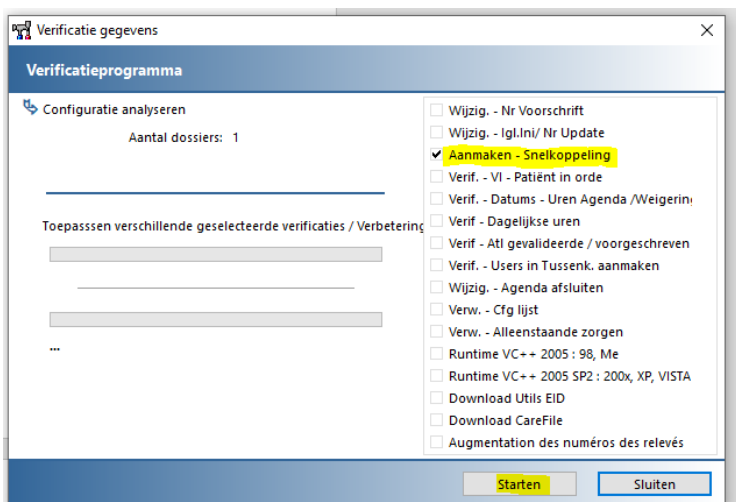 Verificatie gegevens
Verificatieprogramma
Configuratie analyseren
Aantal dossiers: 1
Toepasssen verschillende geselecteerde verificaties / Verbetering
...
Wijzig. - Nr Voorschrift
Wijzig. - Igl.Ini/ Nr Update
Aanmaken - Snelkoppeling
Verif. - VI - Patiënt in orde
Verif. - Datums - Uren Agenda /Weigering
Verif - Dagelijkse uren
Verif - Atl gevalideerde / voorgeschreven
Verif. - Users in Tussenk. aanmaken
Wijzig. - Agenda afsluiten
Verw. - Cfg lijst
Verw. - Alleenstaande zorgen
Runtime VC++ 2005 : 98, Me
Runtime VC++ 2005 SP2 : 200x, XP, VISTA
Download Utils EID
Download CareFile
Augmentation des numéros des relevés
Starten
Sluiten